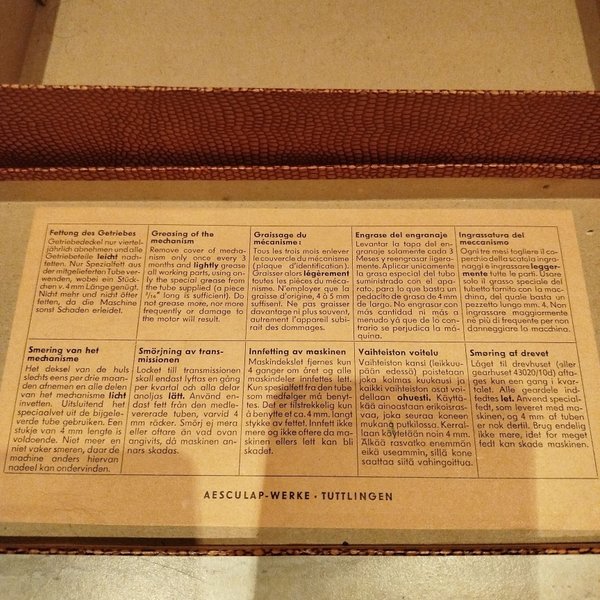 Fettung des Getriebes
Getriebedeckel nur viertel-
jährlich abnehmen und alle
Getriebeteile leicht nach-
fetten. Nur Spezialfett aus
der mitgelieferten Tube ver-
wenden, wobei ein Stück-
chen v. 4 mm Länge genügt.
Nicht mehr und nicht öfter
fetten, da die Maschine
sonst Schaden erleidet.
Greasing of the
mechanism
Remove cover of mechan-
ism only once every 3
months and lightly grease
all working parts, using on-
ly the special grease from
the tube supplied (a piece
"/16" long is sufficient). Do
not grease more, nor more
frequently or damage to
the motor will result.
Graissage du
mécanisme:
Tous les trois mois enlever
le couvercle du mécanisme
(plaque d'identification).
Graisser alors légèrement
toutes les pièces du méca-
nisme. N'employer que la
graisse d'origine, 4 à 5 mm
suffisent. Ne pas graisser
davantage ni plus souvent,
autrement l'appareil subi-
rait des dommages.
Engrase del engranaje
Levantar la tapa del en-
granaje solamente cada 3
Meses y reengrasar ligera-
mente. Aplicar unicamente
la grasa especial del tubo
suministrado con el apa-
rato, para lo que basta un
pedacito de grasa de 4 mm
de largo. No engrasar con
más cantidad ni más a
menudo yá que de lo con-
trario se perjudica la má-
quina.
Ingrassatura del
meccanismo
Ogni tre mesi togliere il co-
perchio della scatola ingra-
naggi e ingrassare legger-
mente tutte le parti. Usare
solo il grasso speciale del
tubetto fornito con la mac-
china, del quale basta un
pezzetto lungo mm. 4. Non
ingrassare maggiormente
né più di frequente per non
danneggiare la macchina.
Smering van het
mechanisme
Het deksel van de huls
slechts eens per drie maan-
den afnemen en alle delen
van het mechanisme licht
invetten. Uitsluitend het
speciaalvet uit de bijgele-
verde tube gebruiken. Een
stukje van 4 mm lengte is
voldoende. Niet meer en
niet vaker smeren, daar de
machine anders hiervan
nadeel kan ondervinden.
Smörjning av trans-
missionen
Locket till transmissionen
skall endast lyftas en gång
per kvartal och alla delar
anoljas lätt. Använd en-
dast fett från den medle-
vererade tuben, varvid 4
mm räcker. Smörj ej mera
eller oftare än vad ovan
angivits, då maskinen an-
nars skadas.
Innfetting av maskinen
Maskindekslet fjernes kun
4 ganger om året og alle
maskindeler innfettes lett.
Kun spesialfett fra den tube
som medfølger må benyt-
tes. Det er tilstrekkelig kun
å benytte et ca. 4 mm. langt
stykke av fettet. Innfett ikke
mere og ikke oftere da ma-
skinen ellers lett kan bli
skadet.
Vaihteiston voitelu
Vaihteiston kansi (leikkuu-
pään edessä) poistetaan
joka kolmas kuukausi ja
kaikki vaihteiston osat voi-
dellaan ohuesti. Käyttä-
kää ainoastaan erikoisras-
vaa, joka seuraa koneen
mukana putkilossa. Kerral-
laan käytetään noin 4 mm.
Älkää rasvatko enemmän
eikä useammin, sillä kone
saattaa siitä vahingoittua.
Smøring af drevet
Låget til drevhuset (aller
gearhuset 43020/10d) afta-
ges kun een gang i kvar-
talet. Alle geardele ind-
fedtes let. Anvend special-
fedt, som leveret med ma-
skinen, og 4 mm ct tuben
er nok dertil. Brug endelig
ikke mere, idet for meget
fedt kan skade maskinen.
AESCULAP-WERKE · TUTTLINGEN